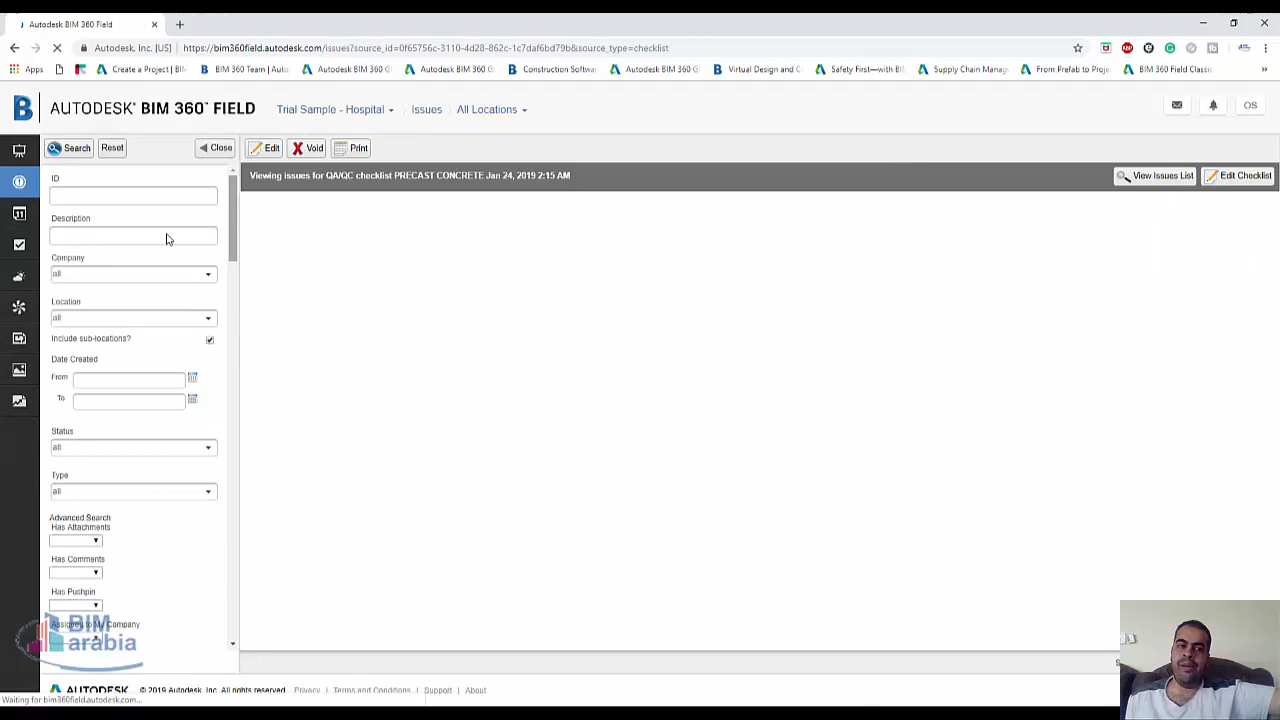 Autodesk BIM 360 Field
Autodesk, Inc. [US] https://bim360field.autodesk.com/issues?source_id=0f65756c-3110-4d28-862c-1c7daf6bd79b&source_type=checklist
Apps Create a Project | BIM BIM 360 Team | Auto Autodesk BIM 360 Gl Autodesk BIM 360 G Construction Softwa Autodesk BIM 360 G Virtual Design and C Safety First—with BI Supply Chain Manag From Prefab to Proje BIM 360 Field Classic
AUTODESK® BIM 360™ FIELD Trial Sample - Hospital Issues All Locations OS
Search Reset Close Edit Void Print
Viewing issues for QA/QC checklist PRECAST CONCRETE Jan 24, 2019 2:15 AM View Issues List Edit Checklist
ID
Description
Company
all
Location
all
Include sub-locations?
Date Created
From
To
Status
all
Type
all
Advanced Search
Has Attachments
Has Comments
Has Pushpin
Assigned to My Company
BIM
arabia
AUTODESK © 2019 Autodesk, Inc. All rights reserved. Privacy Terms and Conditions Support About
Waiting for bim360field.autodesk.com...